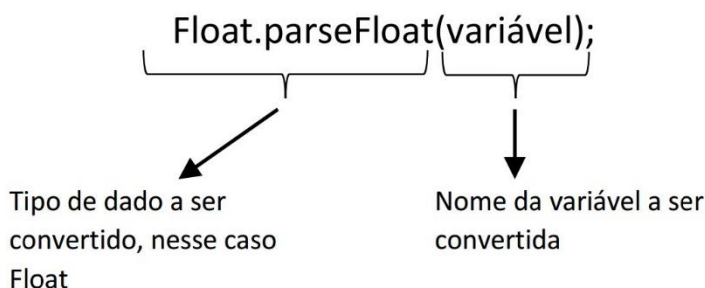 Float.parseFloat(variável);
Tipo de dado a ser
convertido, nesse caso
Float
Nome da variável a ser
convertida